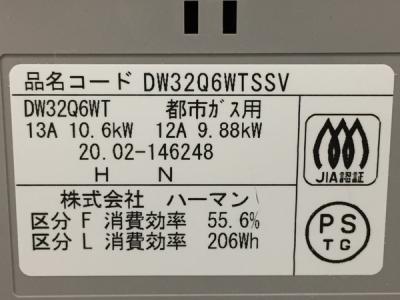 品名コード DW32Q6WTSSV
DW32Q6WT 都市ガス用
13A 10.6kW 12A 9.88kW
20.02-146248
H N
JIA認証
株式会社 ハーマン
区分 F 消費効率 55.6%
区分 L 消費効率 206Wh
PS
TG